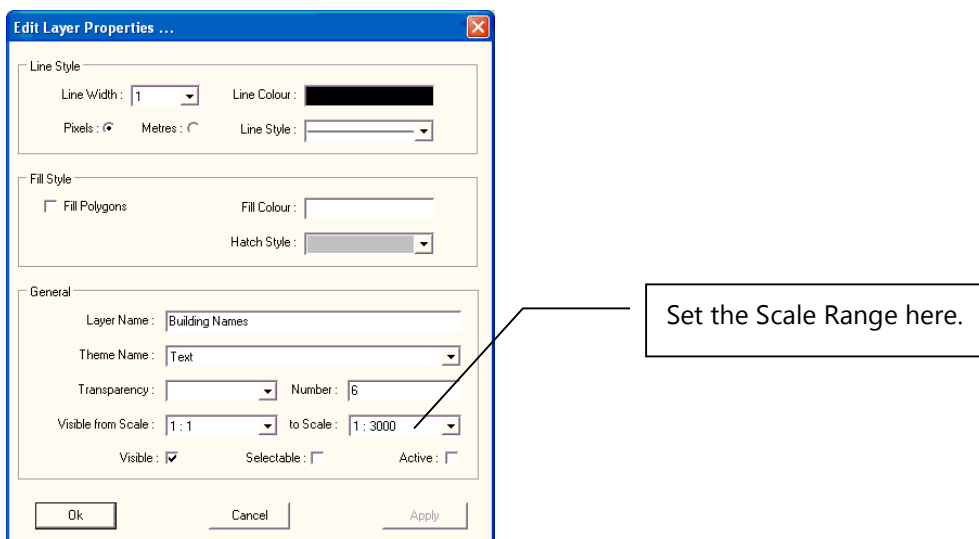 Edit Layer Properties ...
Line Style
Line Width : 1 Line Colour :
Pixels : Metres : Line Style :
Fill Style
Fill Polygons Fill Colour :
Hatch Style :
General
Layer Name : Building Names
Theme Name : Text
Transparency : Number : 6
Visible from Scale : 1 : 1 to Scale : 1 : 3000
Visible : Selectable : Active :
Ok Cancel Apply
Set the Scale Range here.